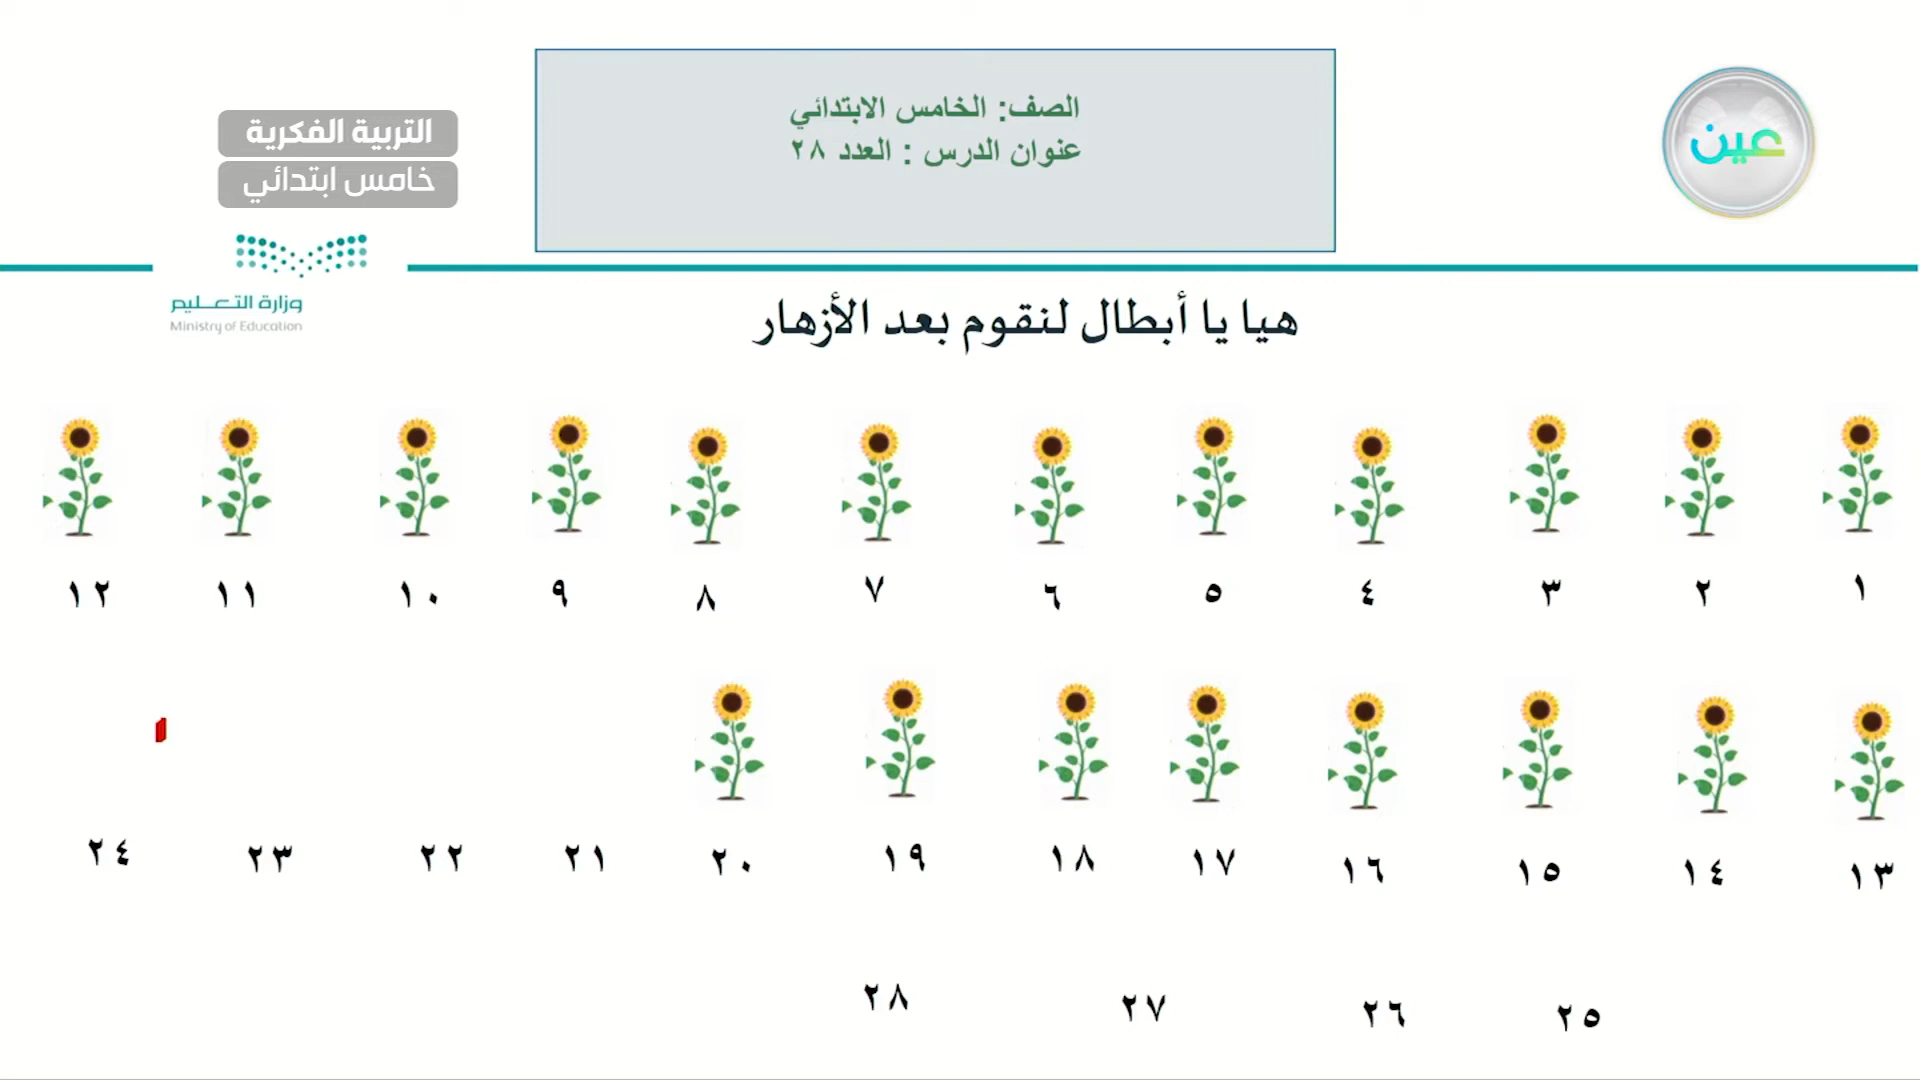 الصف: الخامس الابتدائي
عنوان الدرس : العدد ٢٨
عين
التربية الفكرية
خامس ابتدائي
وزارة التعليم
Ministry of Education
هيا يا أبطال لنقوم بعد الأزهار
١ ٢ ٣ ٤ ٥ ٦ ٧ ٨ ٩ ١٠ ١١ ١٢
١٣ ١٤ ١٥ ١٦ ١٧ ١٨ ١٩ ٢٠ ٢١ ٢٢ ٢٣ ٢٤
٢٥ ٢٦ ٢٧ ٢٨